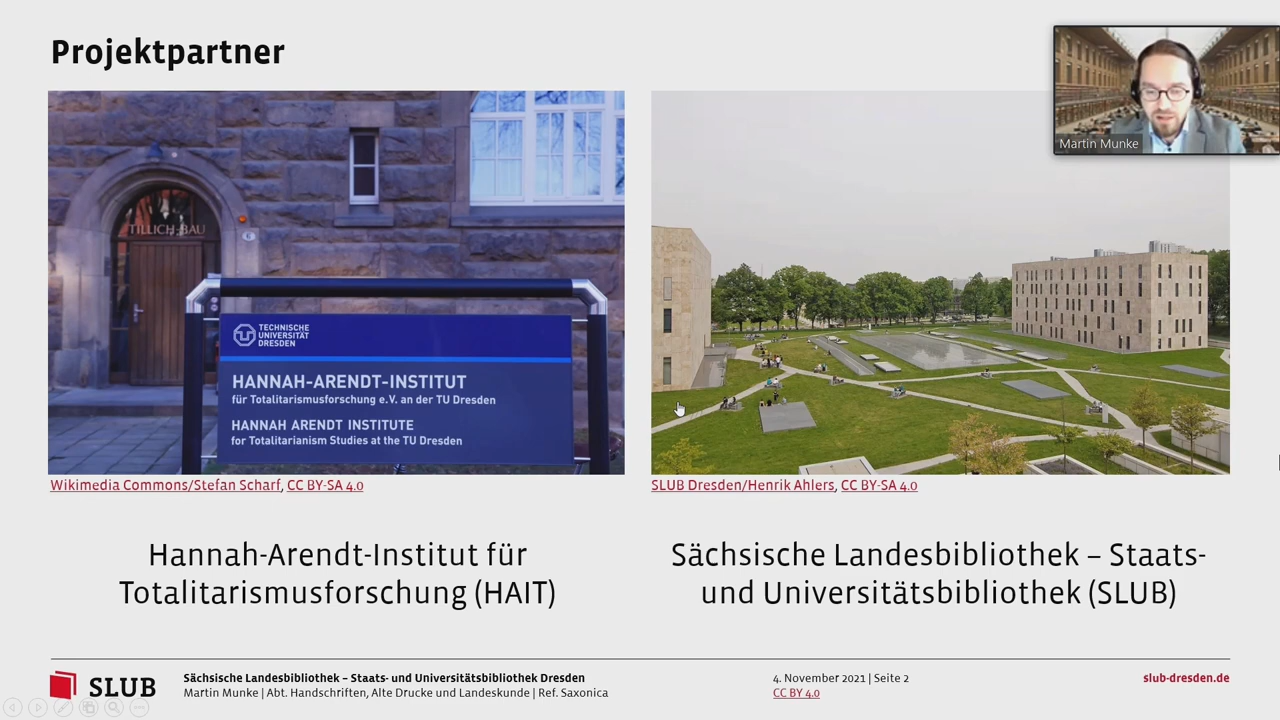 Projektpartner
Martin Munke
TILLICH-BAU
TECHNISCHE
UNIVERSITÄT
DRESDEN
HANNAH-ARENDT-INSTITUT
für Totalitarismusforschung e.V. an der TU Dresden
HANNAH ARENDT INSTITUTE
for Totalitarianism Studies at the TU Dresden
Wikimedia Commons/Stefan Scharf, CC BY-SA 4.0
SLUB Dresden/Henrik Ahlers, CC BY-SA 4.0
Hannah-Arendt-Institut für
Totalitarismusforschung (HAIT)
Sächsische Landesbibliothek – Staats-
und Universitätsbibliothek (SLUB)
SLUB
Sächsische Landesbibliothek – Staats- und Universitätsbibliothek Dresden
Martin Munke | Abt. Handschriften, Alte Drucke und Landeskunde | Ref. Saxonica
4. November 2021 | Seite 2
CC BY 4.0
slub-dresden.de